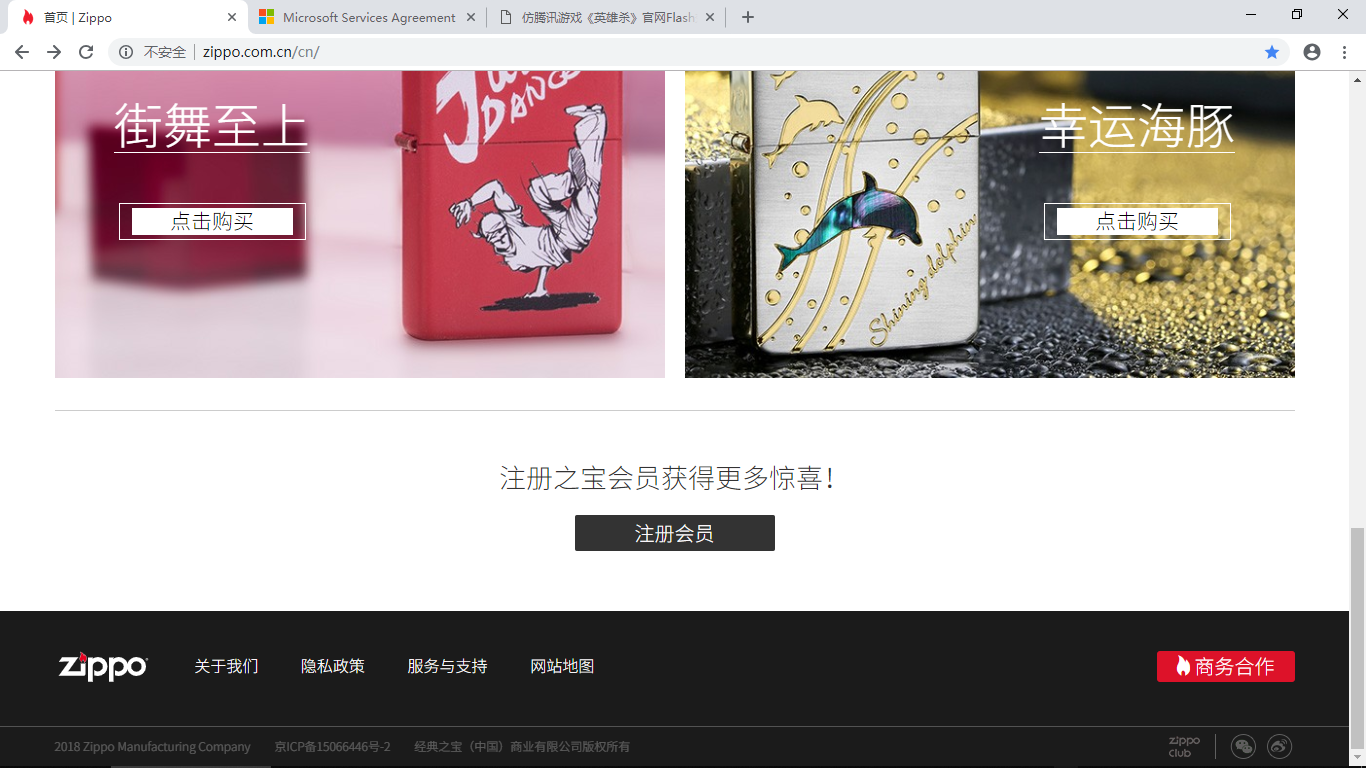 首页 | Zippo
Microsoft Services Agreement
仿腾讯游戏《英雄杀》官网Flash
不安全
zippo.com.cn/cn/
街舞至上
点击购买
DANCE
幸运海豚
点击购买
Shining dolphin
注册之宝会员获得更多惊喜！
注册会员
zippo
关于我们
隐私政策
服务与支持
网站地图
商务合作
2018 Zippo Manufacturing Company
京ICP备15066446号-2
经典之宝（中国）商业有限公司版权所有
zippo
club